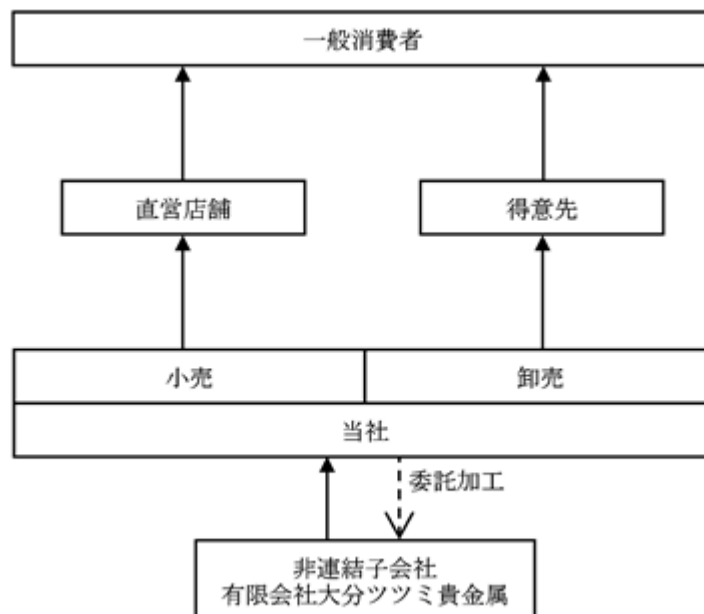 一般消費者
直営店舗
得意先
小売
卸売
当社
委託加工
非連結子会社
有限会社大分ツツミ貴金属